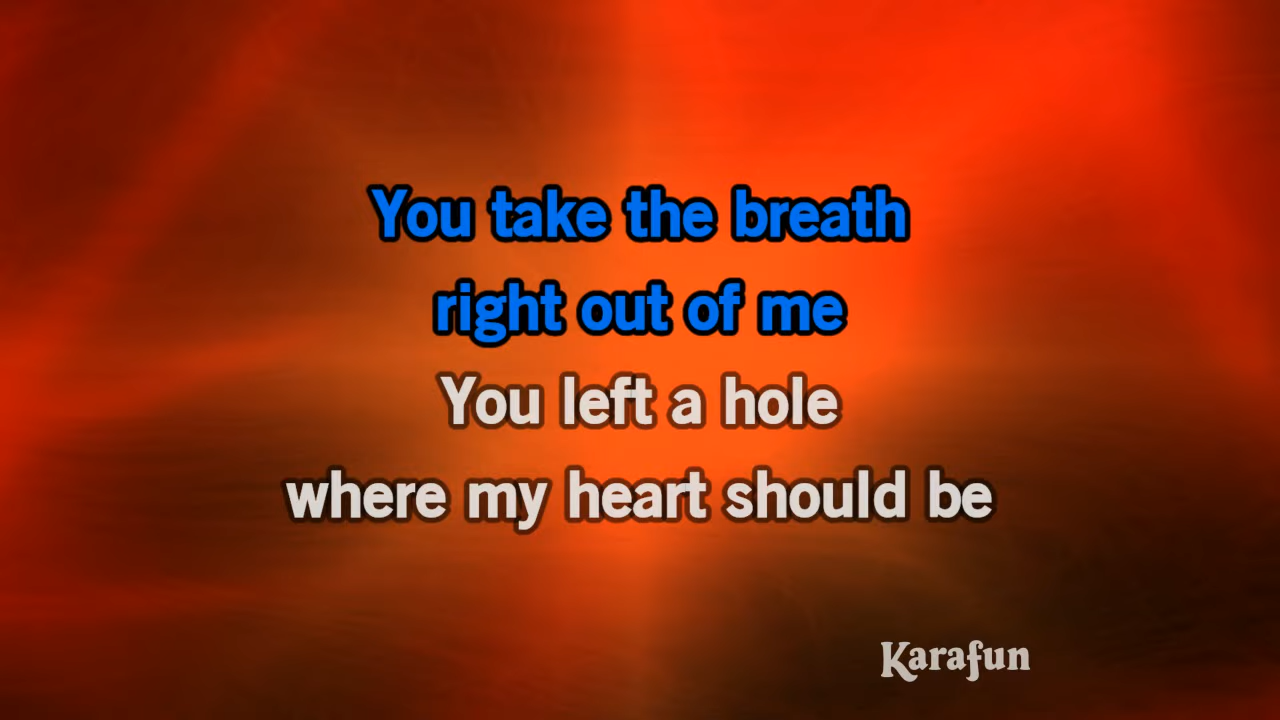 You take the breath
right out of me
You left a hole
where my heart should be
Karafun